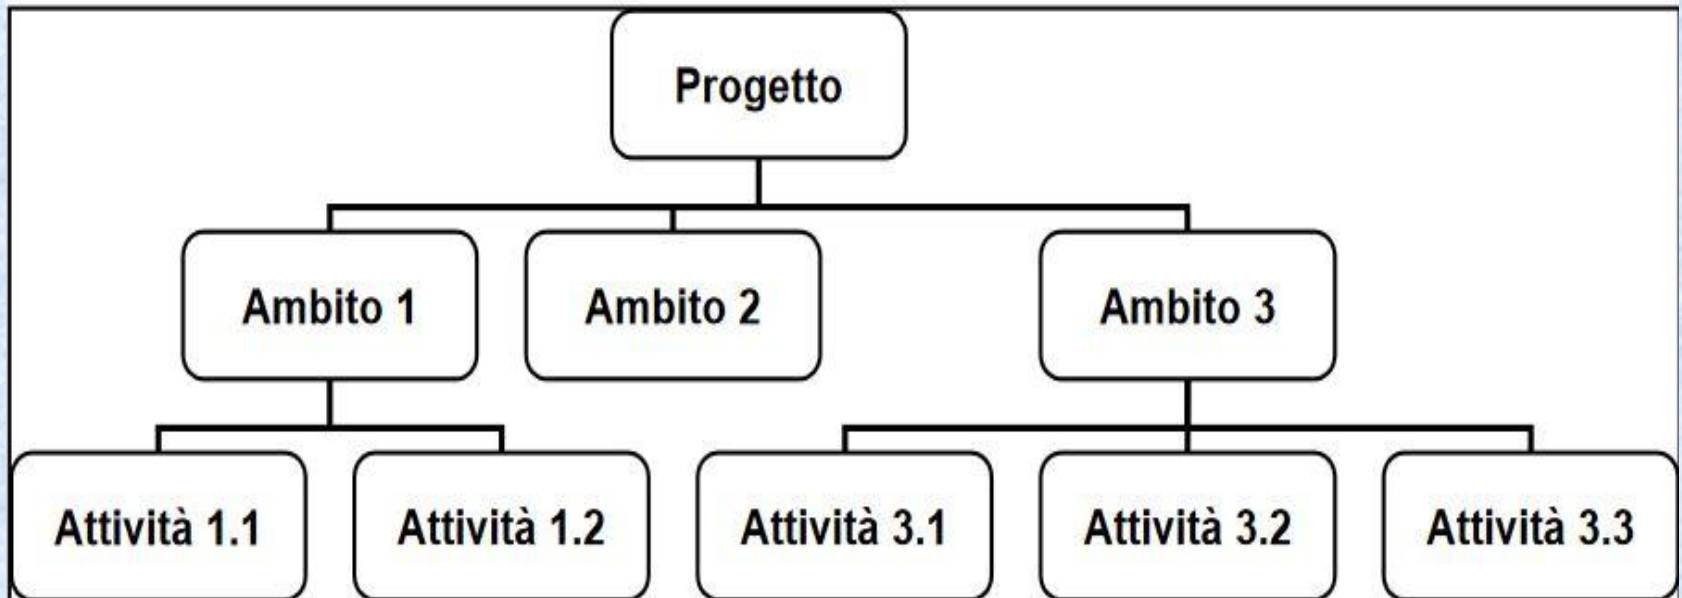 Progetto
Ambito 1
Ambito 2
Ambito 3
Attività 1.1
Attività 1.2
Attività 3.1
Attività 3.2
Attività 3.3